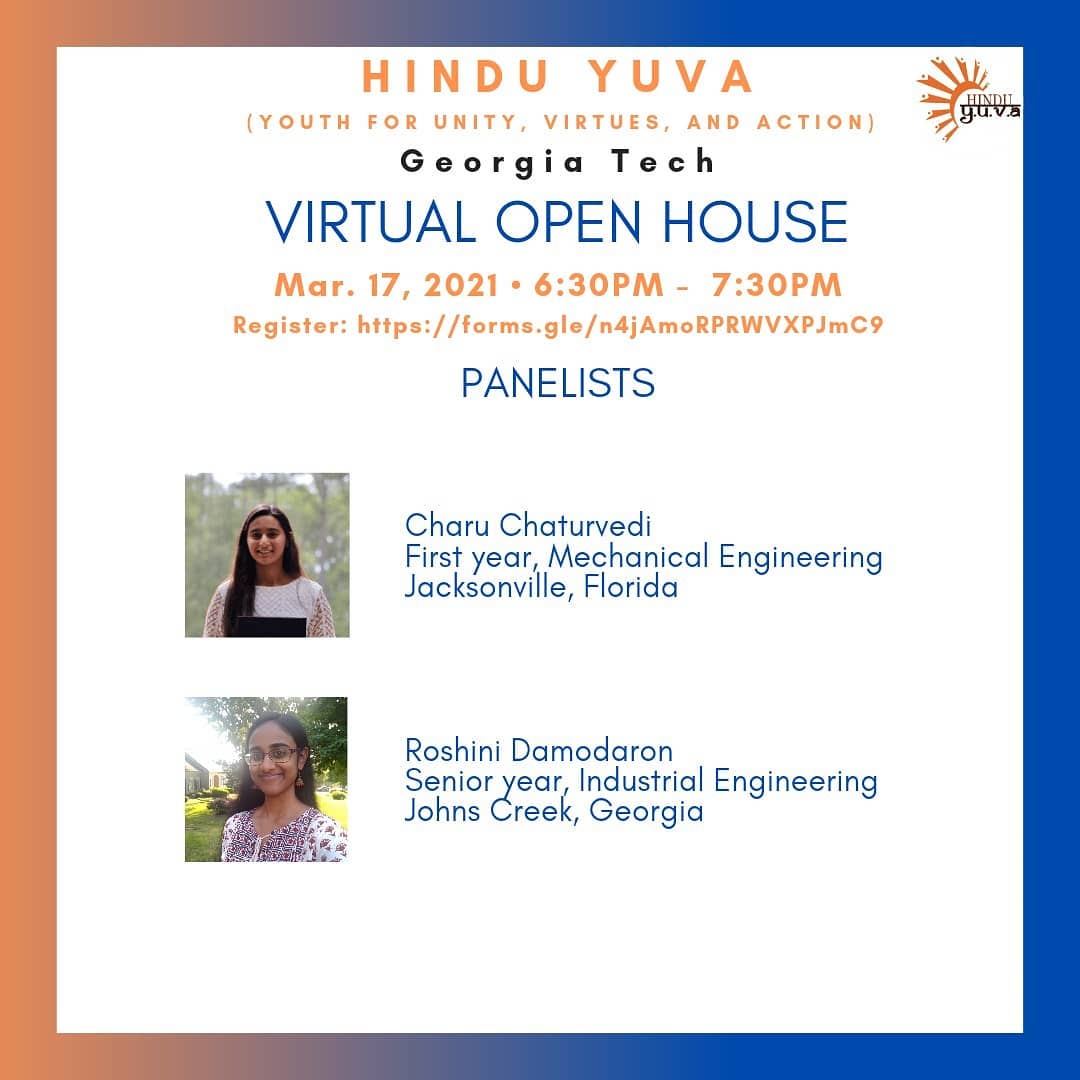 HINDU YUVA
HINDU
y.u.v.a
(YOUTH FOR UNITY, VIRTUES, AND ACTION)
Georgia Tech
VIRTUAL OPEN HOUSE
Mar. 17, 2021 • 6:30PM - 7:30PM
Register: https://forms.gle/n4jAmoRPRWVXPJmC9
PANELISTS
Charu Chaturvedi
First year, Mechanical Engineering
Jacksonville, Florida
Roshini Damodaron
Senior year, Industrial Engineering
Johns Creek, Georgia